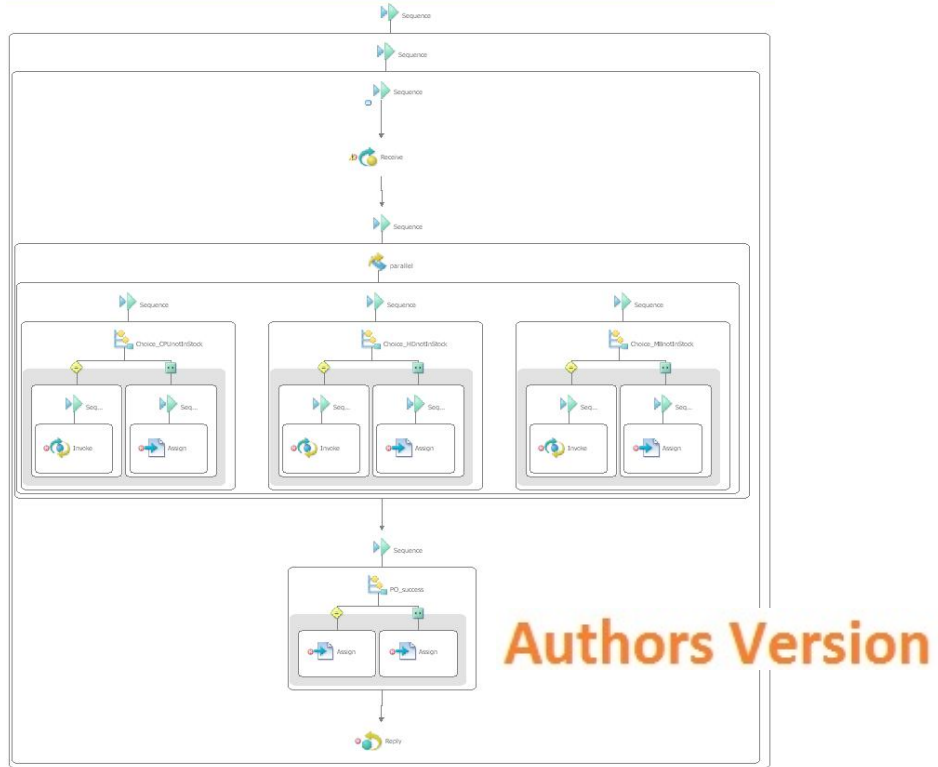 Sequence
Sequence
Sequence
Receive
Sequence
parallel
Sequence Sequence Sequence
Choice_CPUnotInStock Choice_HDnotInStock Choice_MBnotInStock
Seq... Seq... Seq... Seq... Seq... Seq...
Invoke Assign Invoke Assign Invoke Assign
Sequence
PO_success
Assign Assign
Authors Version
Reply